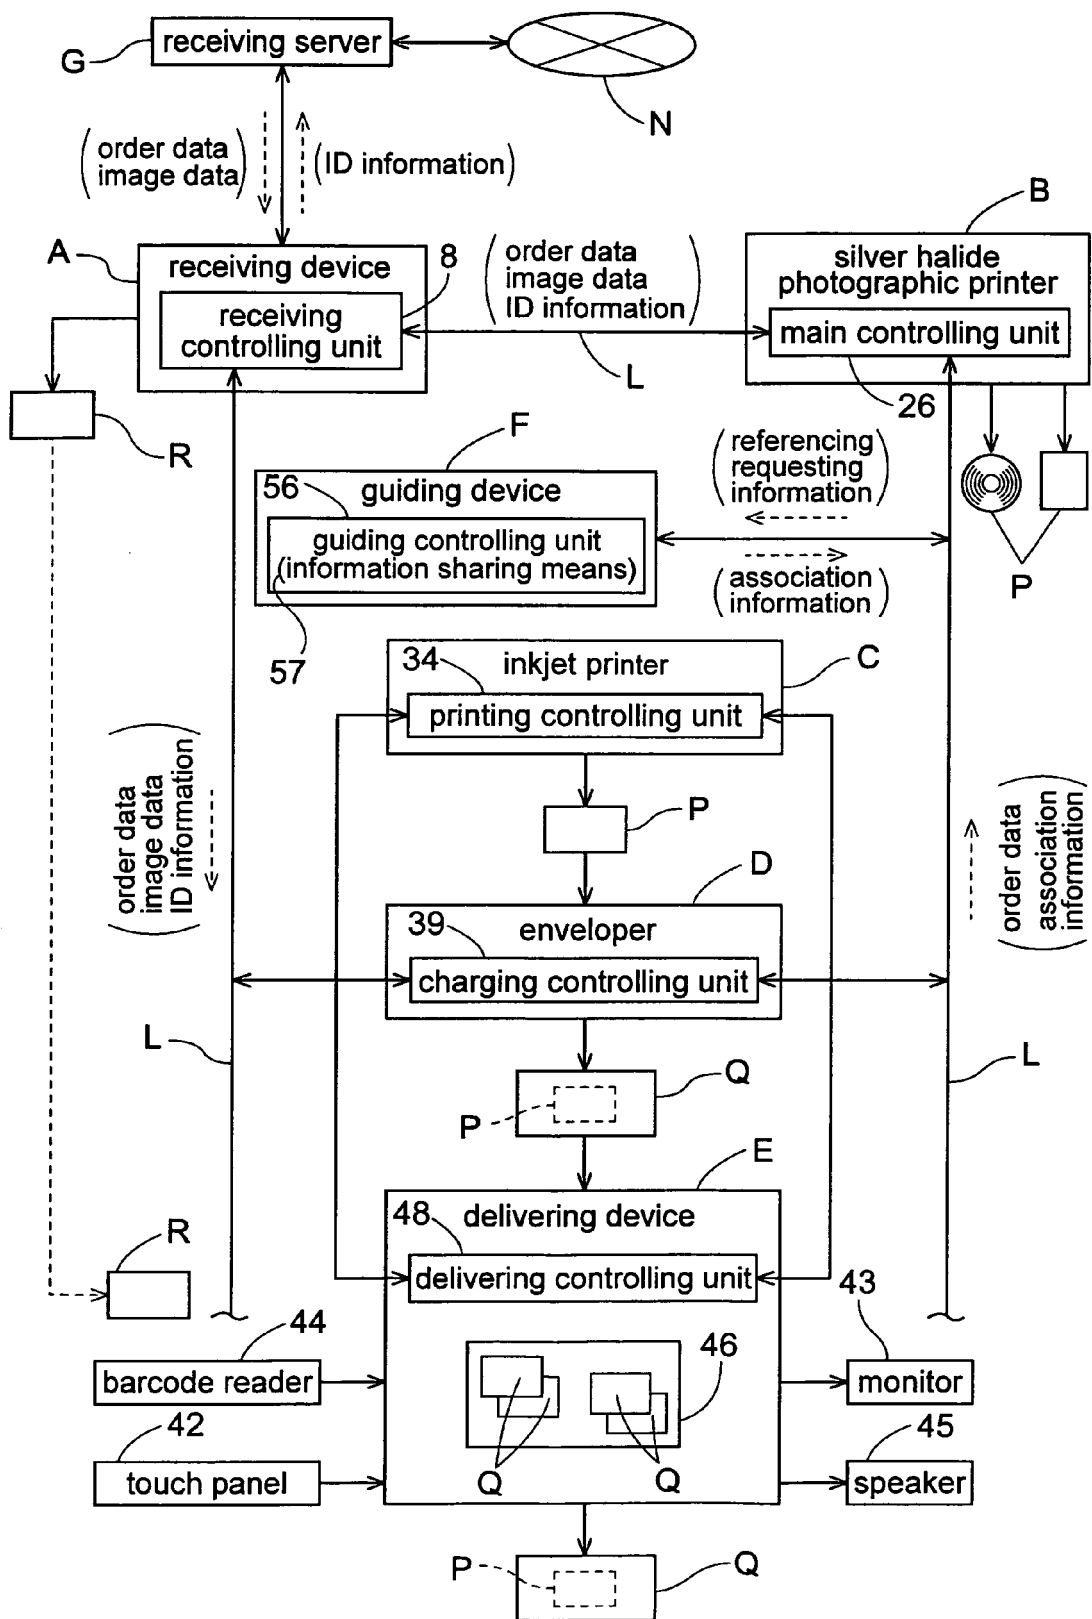 G
receiving server
N
(order data
image data)
(ID information)
A
receiving device
8
receiving
controlling unit
(order data
image data
ID information)
L
B
silver halide
photographic printer
main controlling unit
26
R
F
56
guiding device
guiding controlling unit
(information sharing means)
57
(referencing
requesting
information)
(association
information)
P
34
inkjet printer
C
printing controlling unit
P
(order data
image data
ID information)
(order data
association
information)
D
39
enveloper
charging controlling unit
L
L
Q
P
E
48
delivering device
delivering controlling unit
R
44
barcode reader
42
touch panel
46
Q
Q
43
monitor
45
speaker
P
Q